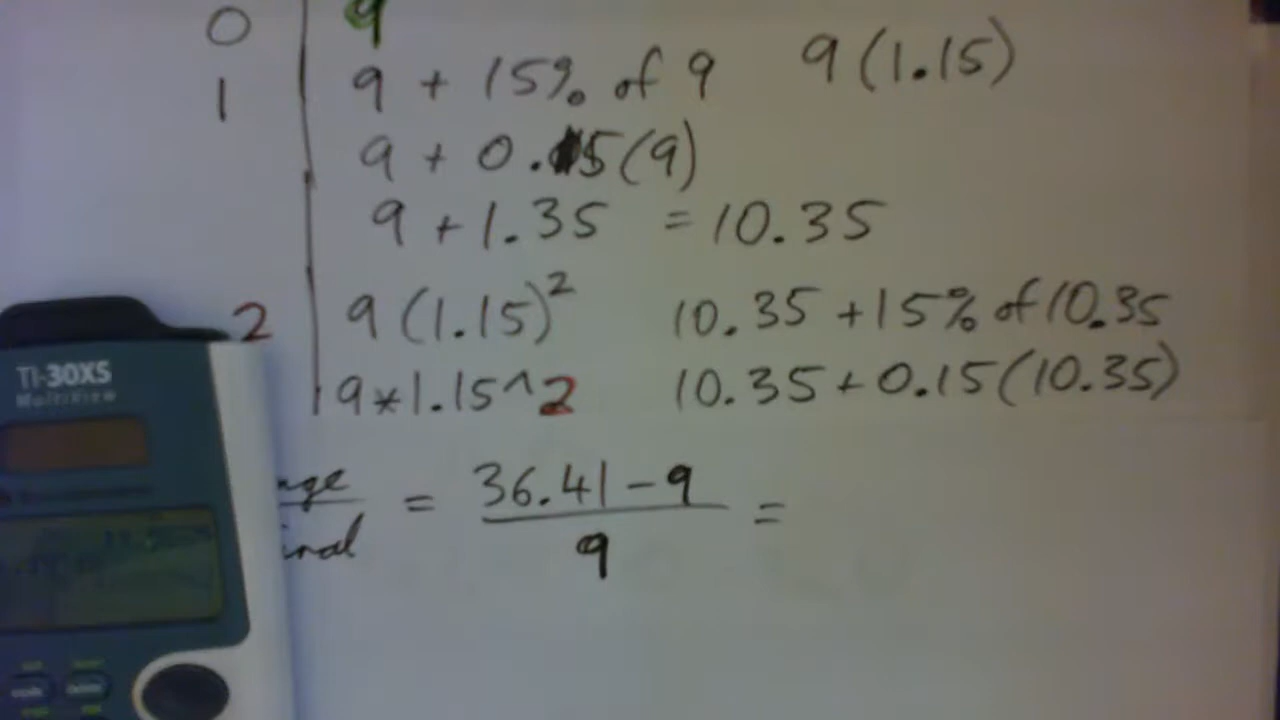 0 9
1 9 + 15% of 9 9(1.15)
9 + 0.15(9)
9 + 1.35 = 10.35
2 9(1.15)² 10.35 + 15% of 10.35
9*1.15^2 10.35 + 0.15(10.35)
TI-30XS
MultiView
= 36.41 - 9 =
9